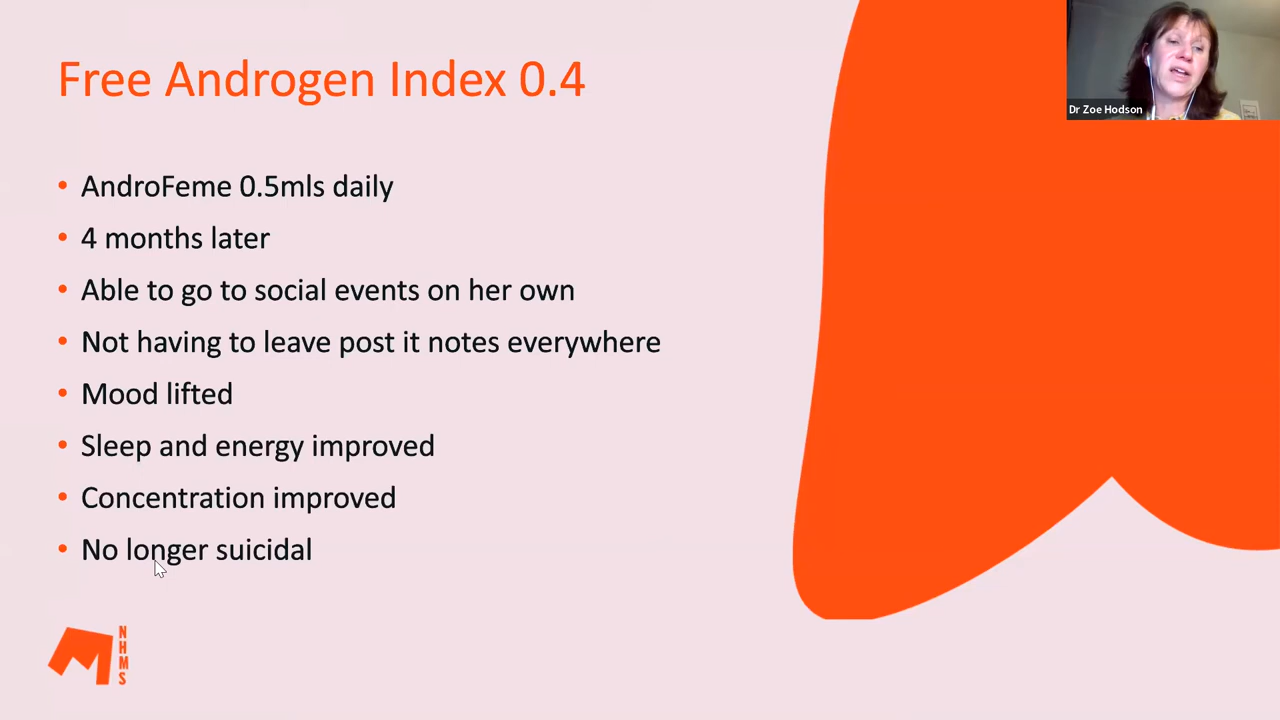 Free Androgen Index 0.4
Dr Zoe Hodson
• AndroFeme 0.5mls daily
• 4 months later
• Able to go to social events on her own
• Not having to leave post it notes everywhere
• Mood lifted
• Sleep and energy improved
• Concentration improved
• No longer suicidal
NHMS